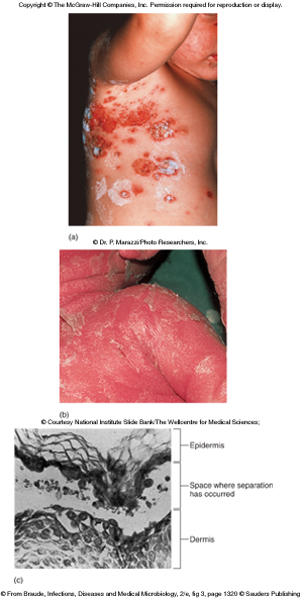 Copyright © The McGraw-Hill Companies, Inc. Permission required for reproduction or display.
(a)
© Dr. P. Marazzi/Photo Researchers, Inc.
(b)
© Courtesy National Institute Slide Bank/The Wellcentre for Medical Sciences;
Epidermis
Space where separation
has occurred
Dermis
(c)
© From Braude, Infections, Diseases and Medical Microbiology, 2/e, fig 3, page 1320 © Saunders Publishing